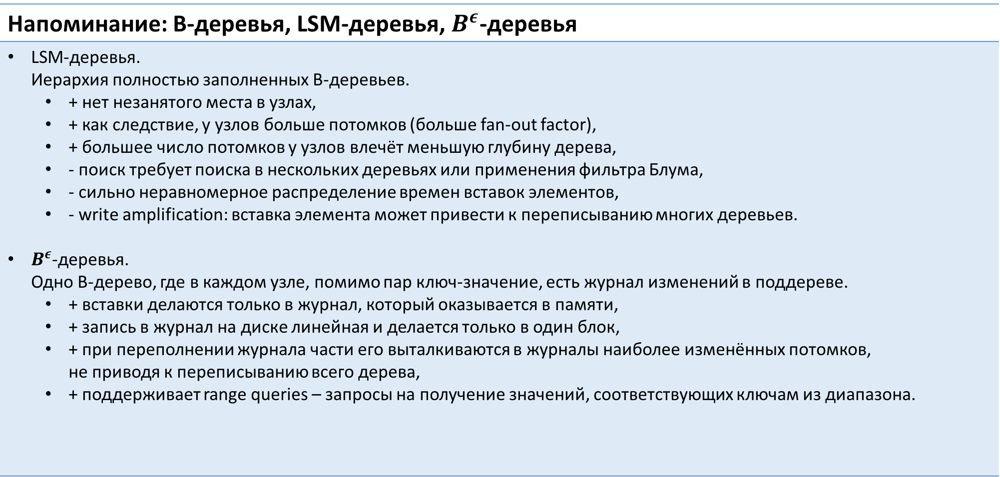 Напоминание: B-деревья, LSM-деревья, B^ϵ-деревья
• LSM-деревья.
Иерархия полностью заполненных B-деревьев.
• + нет незанятого места в узлах,
• + как следствие, у узлов больше потомков (больше fan-out factor),
• + большее число потомков у узлов влечёт меньшую глубину дерева,
• - поиск требует поиска в нескольких деревьях или применения фильтра Блума,
• - сильно неравномерное распределение времен вставок элементов,
• - write amplification: вставка элемента может привести к переписыванию многих деревьев.
• B^ϵ-деревья.
Одно B-дерево, где в каждом узле, помимо пар ключ-значение, есть журнал изменений в поддереве.
• + вставки делаются только в журнал, который оказывается в памяти,
• + запись в журнал на диске линейная и делается только в один блок,
• + при переполнении журнала части его выталкиваются в журналы наиболее изменённых потомков,
не приводя к переписыванию всего дерева,
• + поддерживает range queries – запросы на получение значений, соответствующих ключам из диапазона.